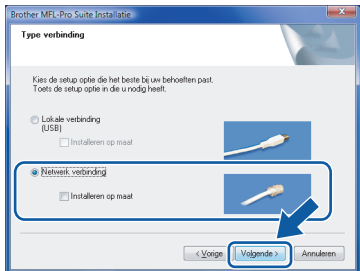 Brother MFL-Pro Suite Installatie
Type verbinding
Kies de setup optie die het beste bij uw behoeften past.
Toets de setup optie in die u nodig heeft.
Lokale verbinding
(USB)
Installeren op maat
Netwerk verbinding
Installeren op maat
< Vorige
Volgende >
Annuleren